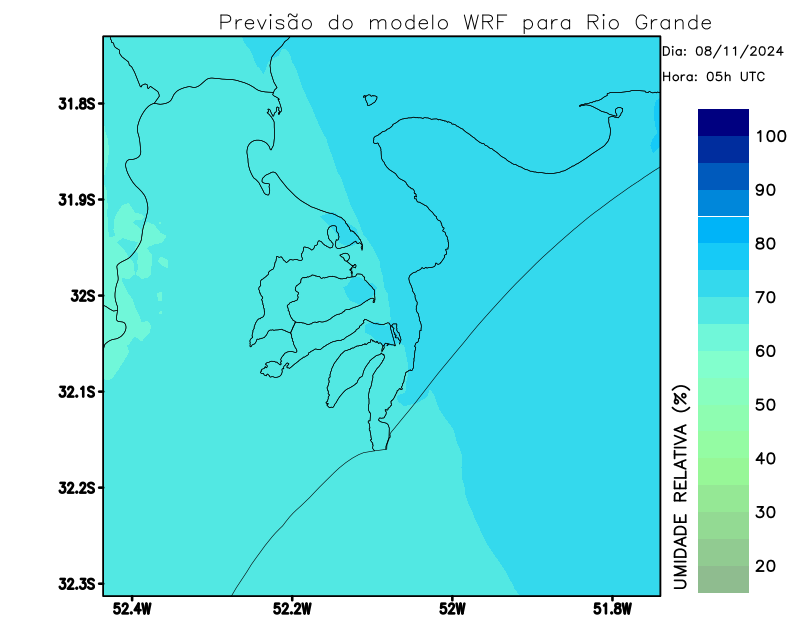 Previsão do modelo WRF para Rio Grande
Dia: 08/11/2024
Hora: 05h UTC
31.8S
31.9S
32S
32.1S
32.2S
32.3S
52.4W
52.2W
52W
51.8W
100
90
80
70
60
50
40
30
20
UMIDADE RELATIVA (%)